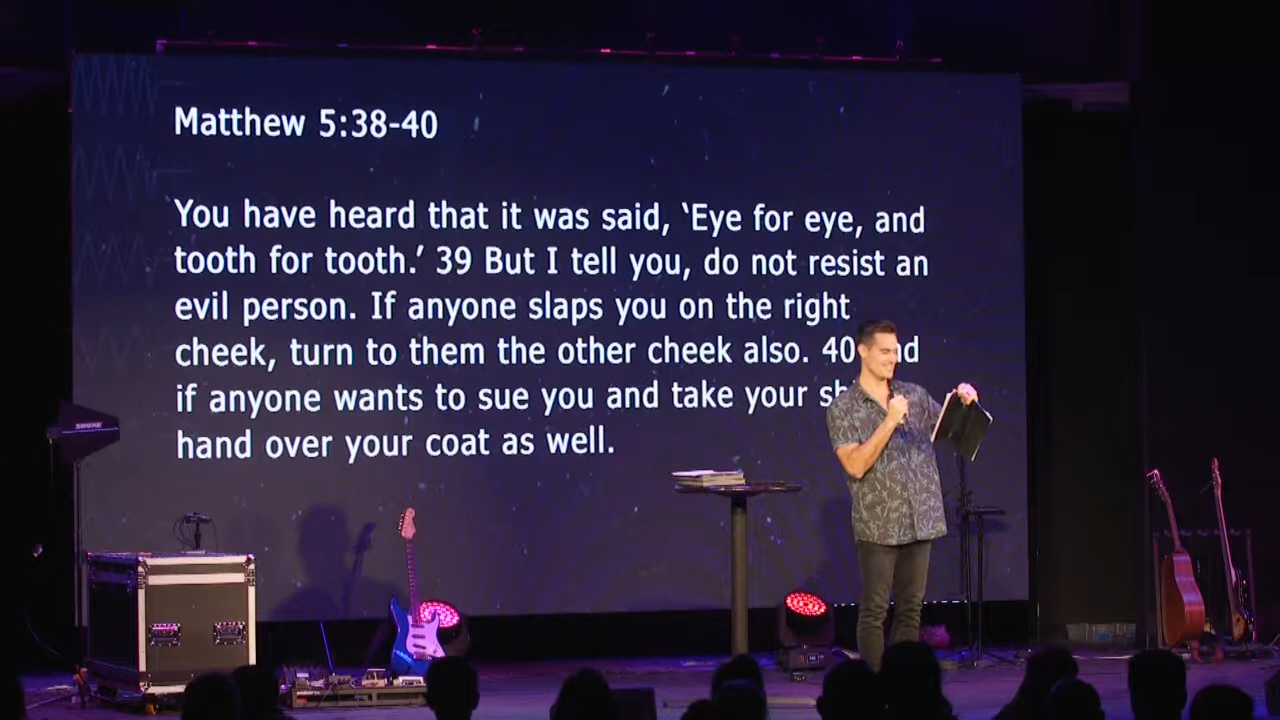 Matthew 5:38-40
You have heard that it was said, ‘Eye for eye, and
tooth for tooth.’ 39 But I tell you, do not resist an
evil person. If anyone slaps you on the right
cheek, turn to them the other cheek also. 40
if anyone wants to sue you and take your
hand over your coat as well.
SHURE